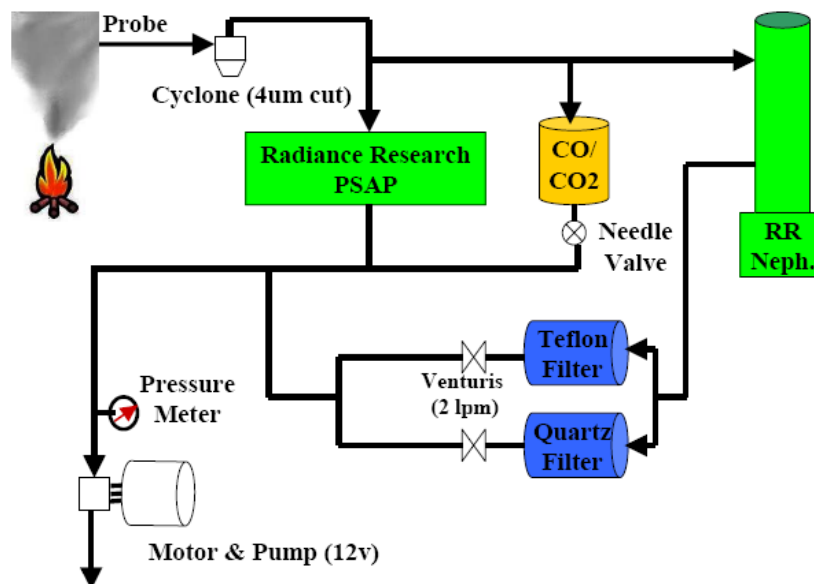 Probe
Cyclone (4um cut)
Radiance Research
PSAP
CO/
CO2
Needle
Valve
RR
Neph.
Teflon
Filter
Venturis
(2 lpm)
Quartz
Filter
Pressure
Meter
Motor & Pump (12v)